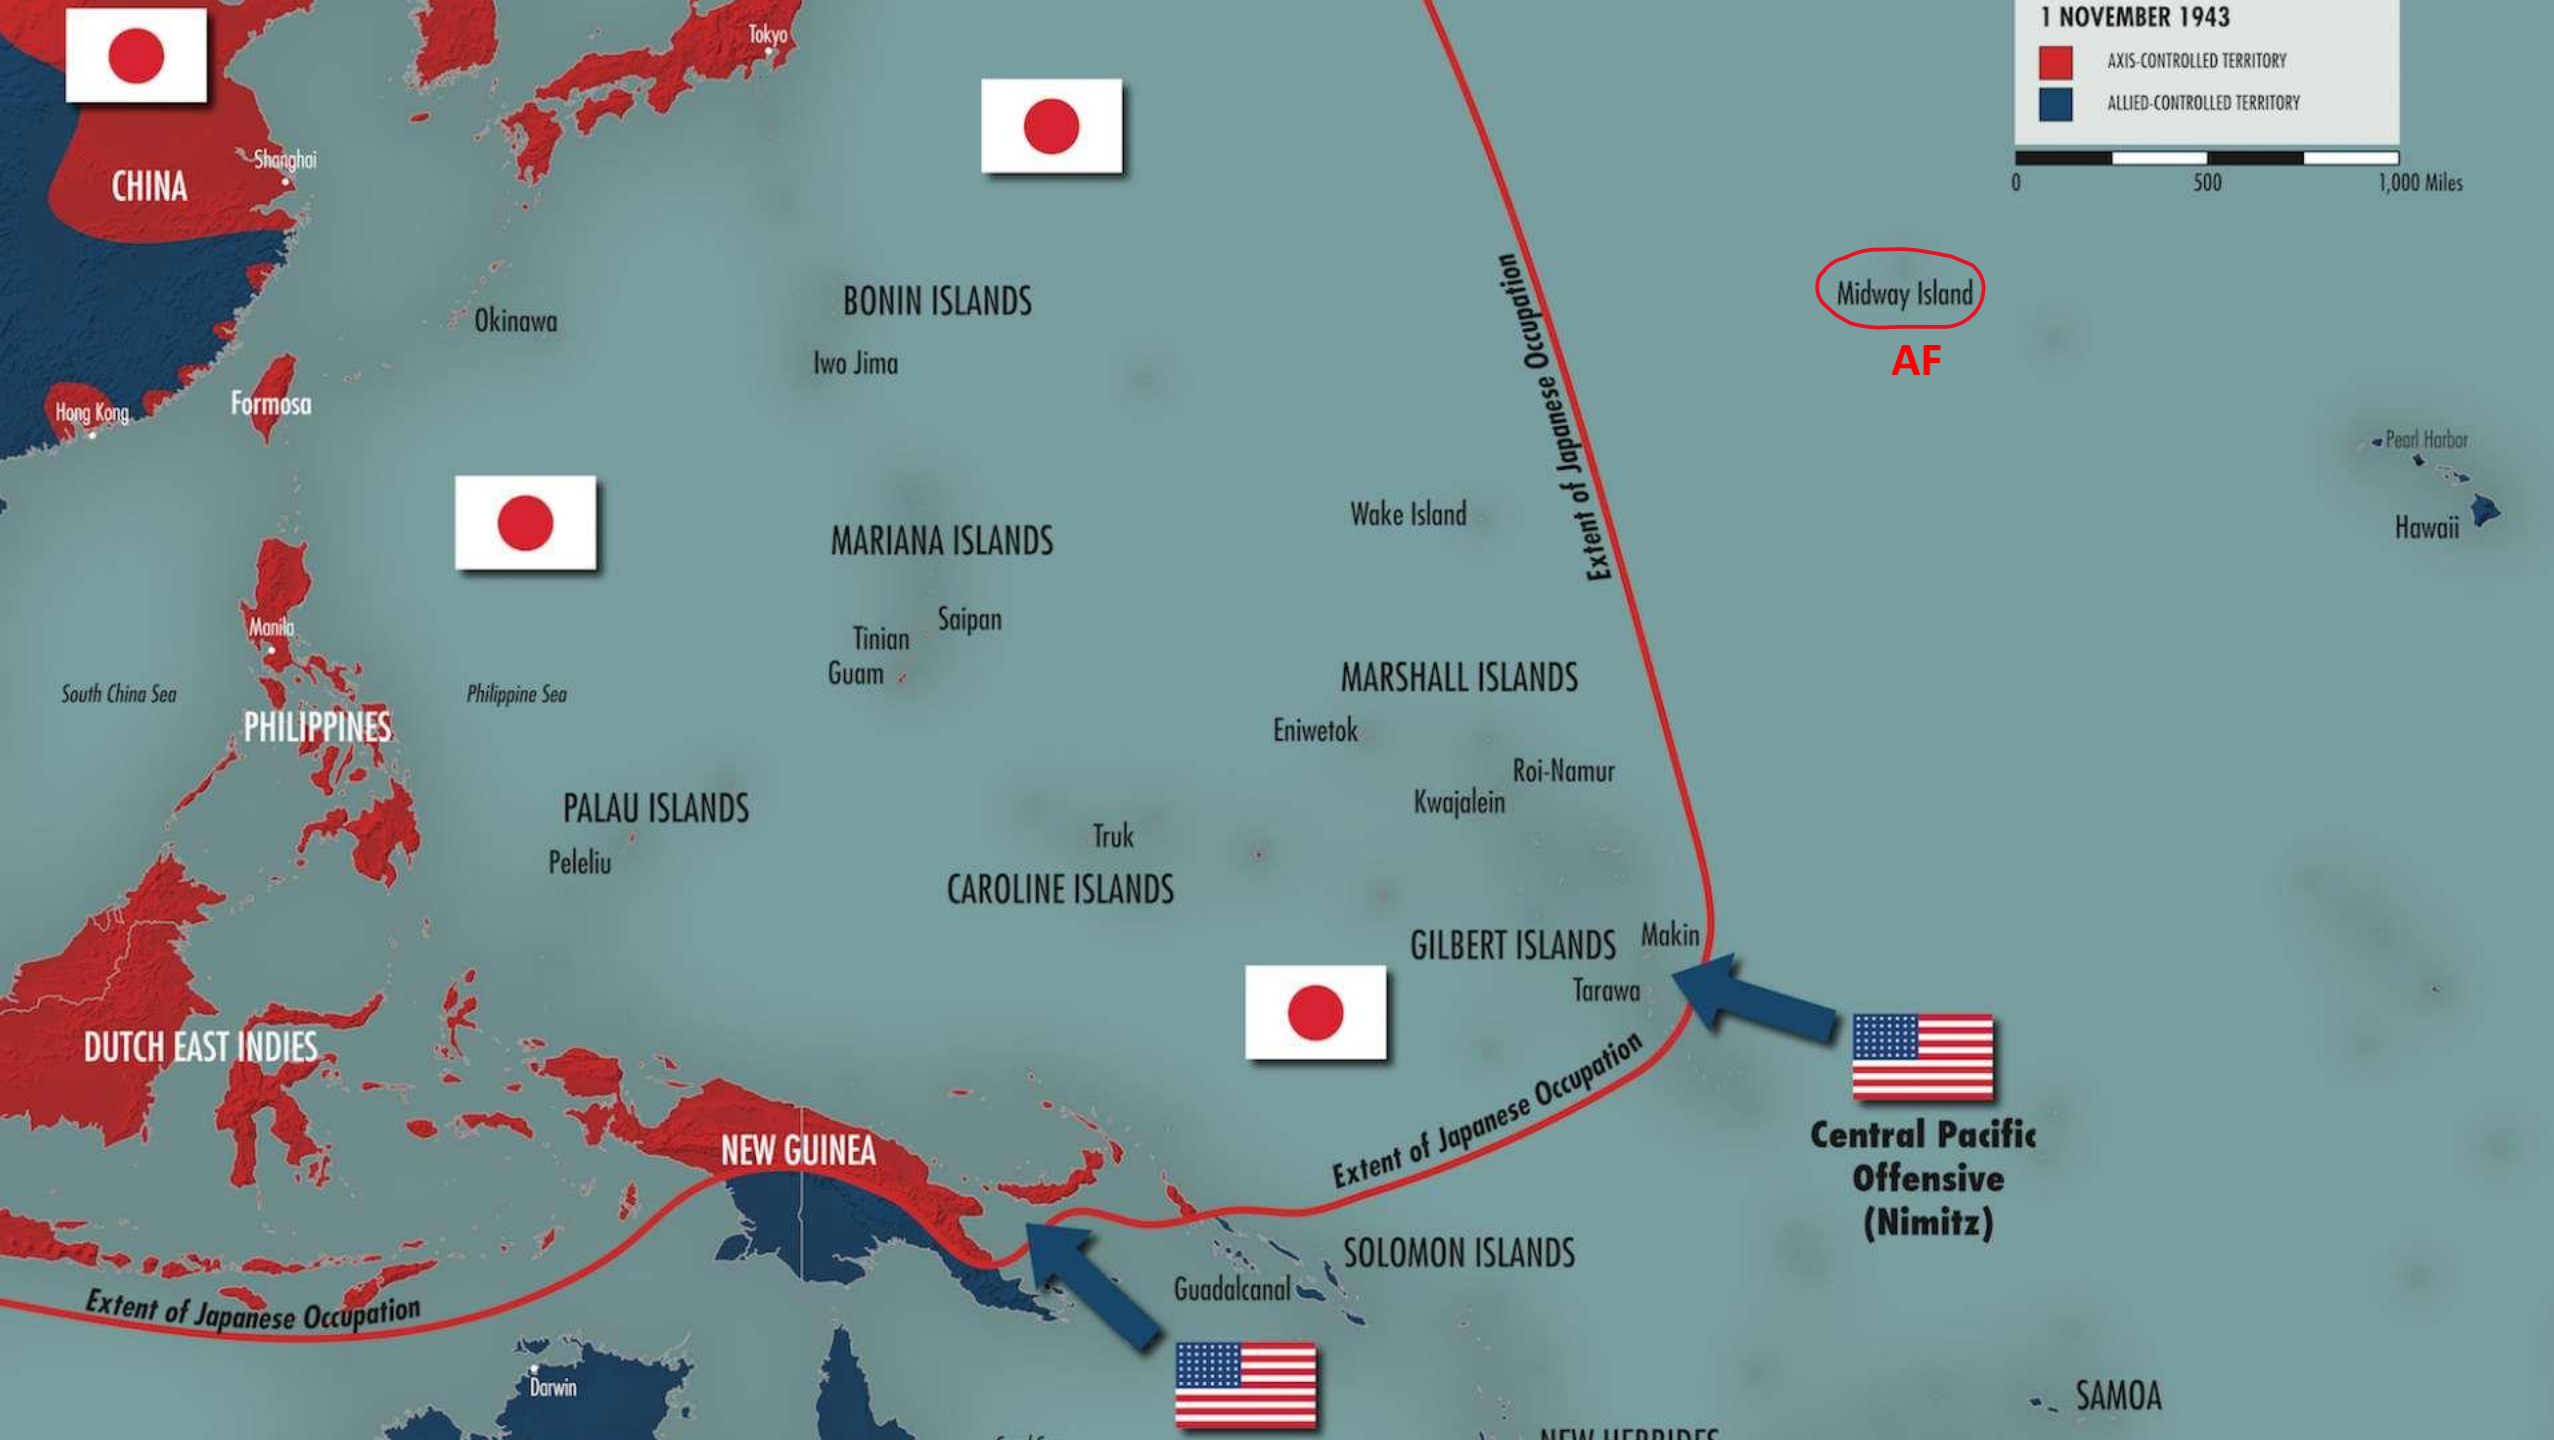 1 NOVEMBER 1943
AXIS-CONTROLLED TERRITORY
ALLIED-CONTROLLED TERRITORY
0 500 1,000 Miles
Tokyo
Shanghai
CHINA
Extent of Japanese Occupation
Midway Island
AF
BONIN ISLANDS
Okinawa
Iwo Jima
Formosa
Hong Kong
Pearl Harbor
Hawaii
Wake Island
MARIANA ISLANDS
Saipan
Tinian
Guam
Manila
South China Sea
Philippine Sea
PHILIPPINES
MARSHALL ISLANDS
Eniwetok
Roi-Namur
Kwajalein
PALAU ISLANDS
Peleliu
Truk
CAROLINE ISLANDS
GILBERT ISLANDS
Makin
Tarawa
DUTCH EAST INDIES
Extent of Japanese Occupation
NEW GUINEA
Central Pacific
Offensive
(Nimitz)
SOLOMON ISLANDS
Guadalcanal
Extent of Japanese Occupation
Darwin
SAMOA
NEW HEBRIDES